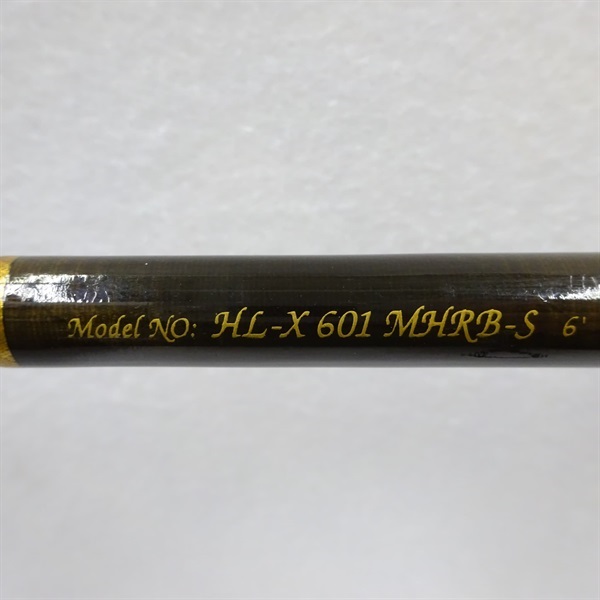 Model NO: HL-X 601 MHRB-S 6'